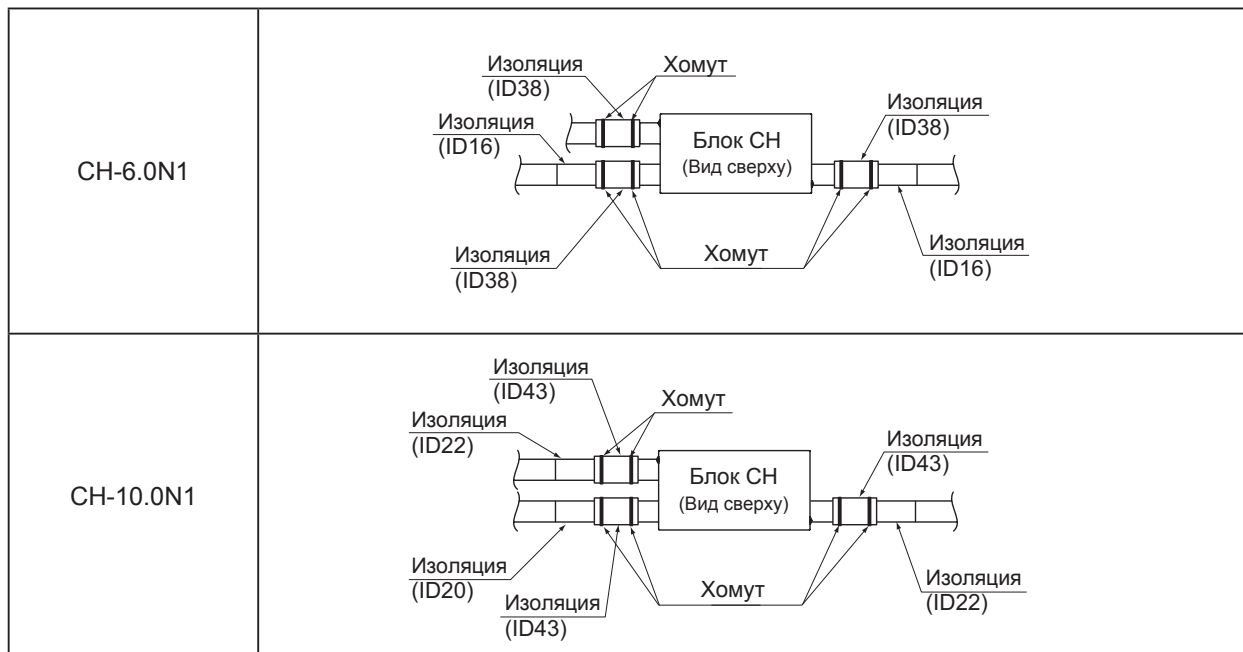 CH-6.0N1
Изоляция
(ID38)
Хомут
Изоляция
(ID16)
Блок CH
(Вид сверху)
Изоляция
(ID38)
Изоляция
(ID38)
Хомут
Изоляция
(ID16)
CH-10.0N1
Изоляция
(ID43)
Хомут
Изоляция
(ID22)
Блок CH
(Вид сверху)
Изоляция
(ID43)
Изоляция
(ID20)
Изоляция
(ID43)
Хомут
Изоляция
(ID22)